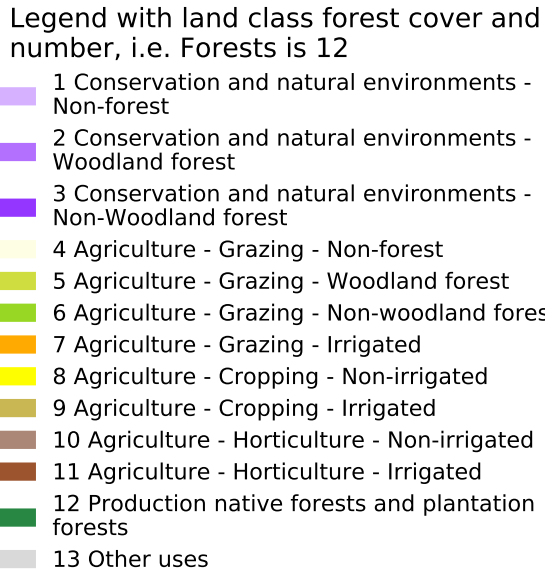 Legend with land class forest cover and
number, i.e. Forests is 12
1 Conservation and natural environments -
Non-forest
2 Conservation and natural environments -
Woodland forest
3 Conservation and natural environments -
Non-Woodland forest
4 Agriculture - Grazing - Non-forest
5 Agriculture - Grazing - Woodland forest
6 Agriculture - Grazing - Non-woodland fores
7 Agriculture - Grazing - Irrigated
8 Agriculture - Cropping - Non-irrigated
9 Agriculture - Cropping - Irrigated
10 Agriculture - Horticulture - Non-irrigated
11 Agriculture - Horticulture - Irrigated
12 Production native forests and plantation
forests
13 Other uses